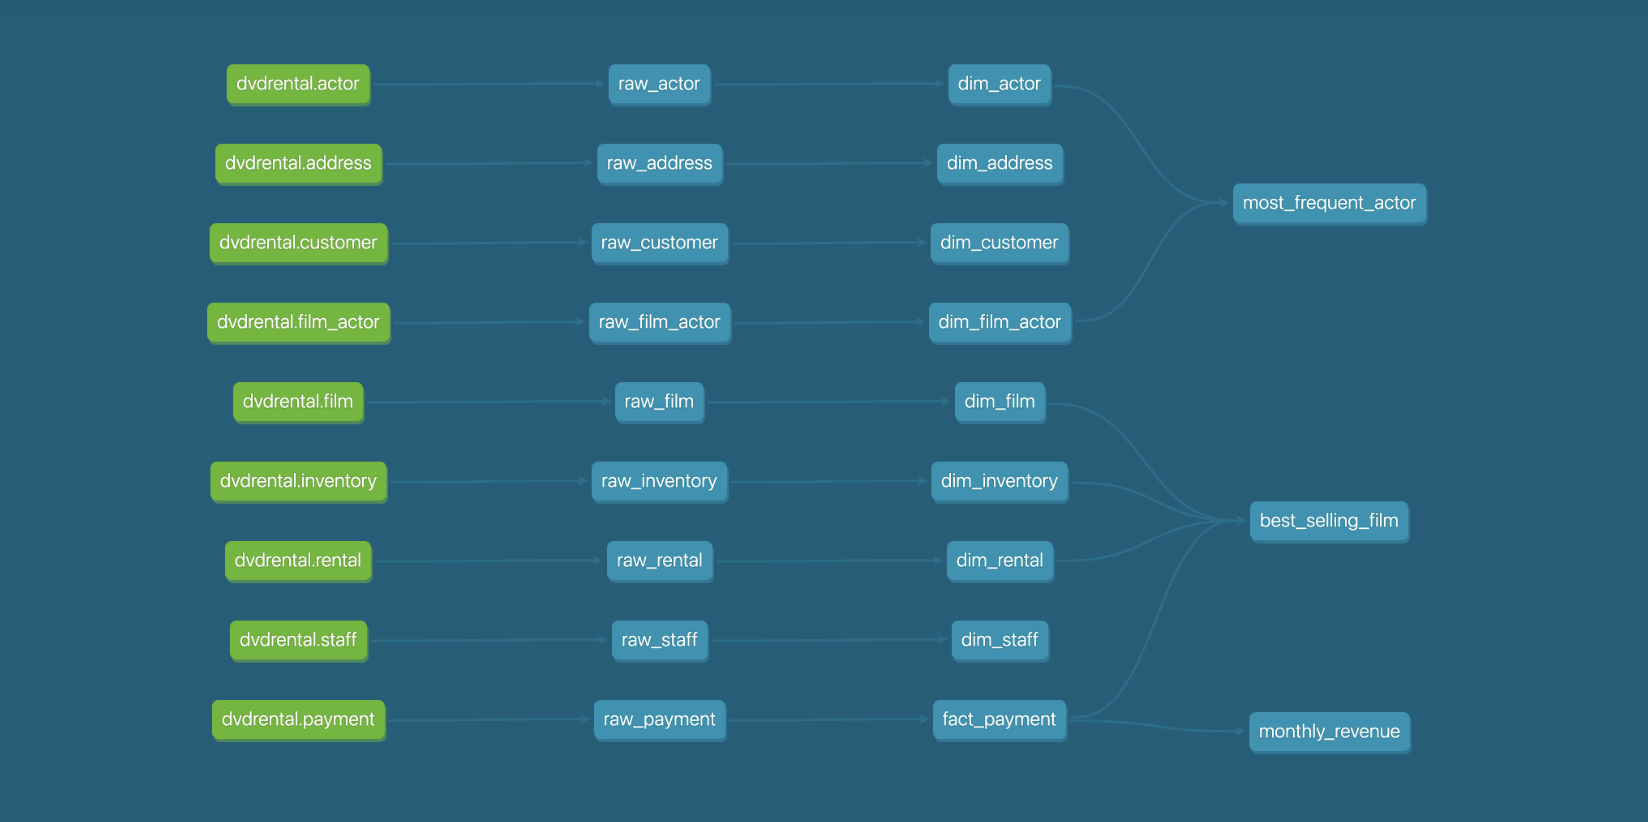 dvdrental.actor
raw_actor
dim_actor
dvdrental.address
raw_address
dim_address
most_frequent_actor
dvdrental.customer
raw_customer
dim_customer
dvdrental.film_actor
raw_film_actor
dim_film_actor
dvdrental.film
raw_film
dim_film
dvdrental.inventory
raw_inventory
dim_inventory
best_selling_film
dvdrental.rental
raw_rental
dim_rental
dvdrental.staff
raw_staff
dim_staff
dvdrental.payment
raw_payment
fact_payment
monthly_revenue